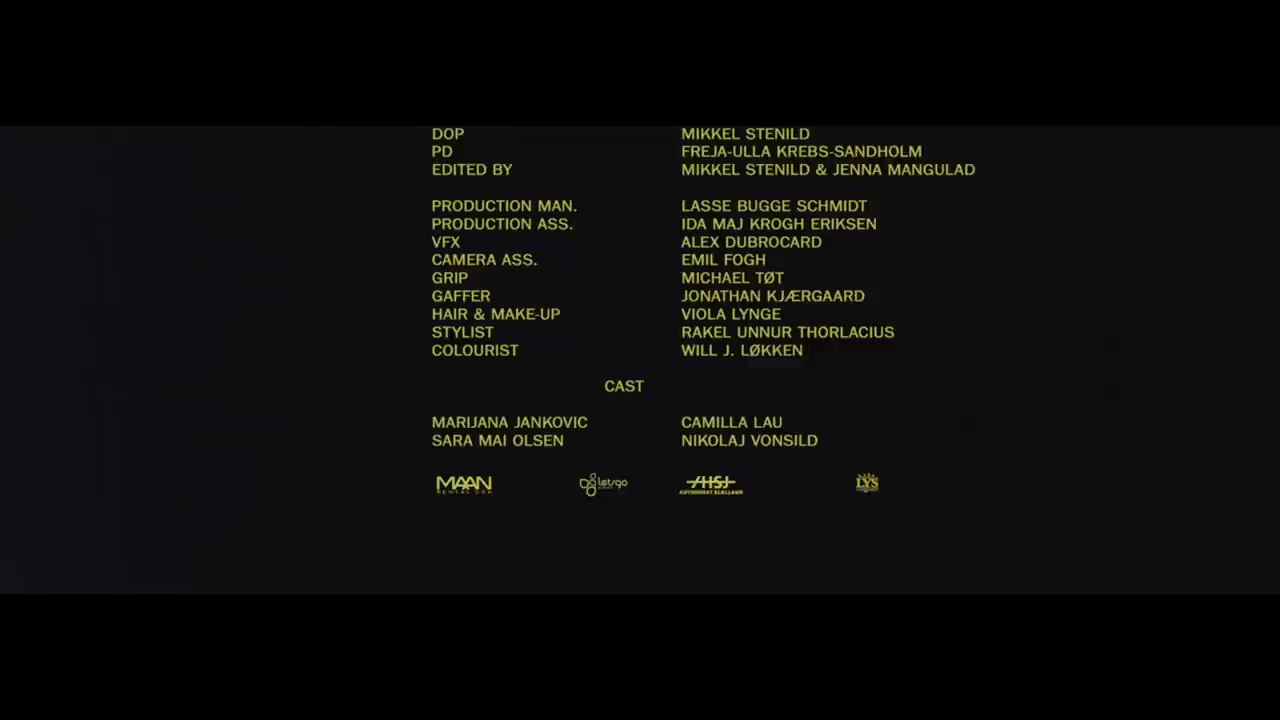 DOP MIKKEL STENILD
PD FREJA-ULLA KREBS-SANDHOLM
EDITED BY MIKKEL STENILD & JENNA MANGULAD
PRODUCTION MAN. LASSE BUGGE SCHMIDT
PRODUCTION ASS. IDA MAJ KROGH ERIKSEN
VFX ALEX DUBROCARD
CAMERA ASS. EMIL FOGH
GRIP MICHAEL TØT
GAFFER JONATHAN KJÆRGAARD
HAIR & MAKE-UP VIOLA LYNGE
STYLIST RAKEL UNNUR THORLACIUS
COLOURIST WILL J. LØKKEN
CAST
MARIJANA JANKOVIC CAMILLA LAU
SARA MAI OLSEN NIKOLAJ VONSILD
MAAN letsgo AHSJ LYS